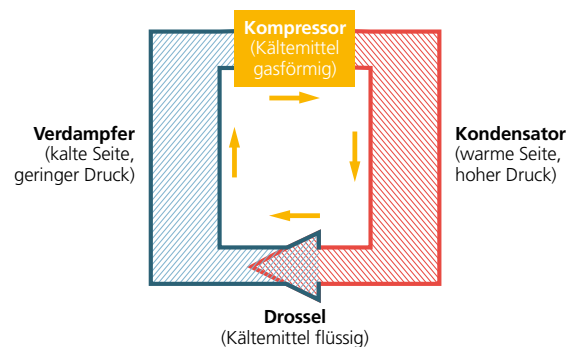 Kompressor
(Kältemittel
gasförmig)
Verdampfer
(kalte Seite,
geringer Druck)
Kondensator
(warme Seite,
hoher Druck)
Drossel
(Kältemittel flüssig)